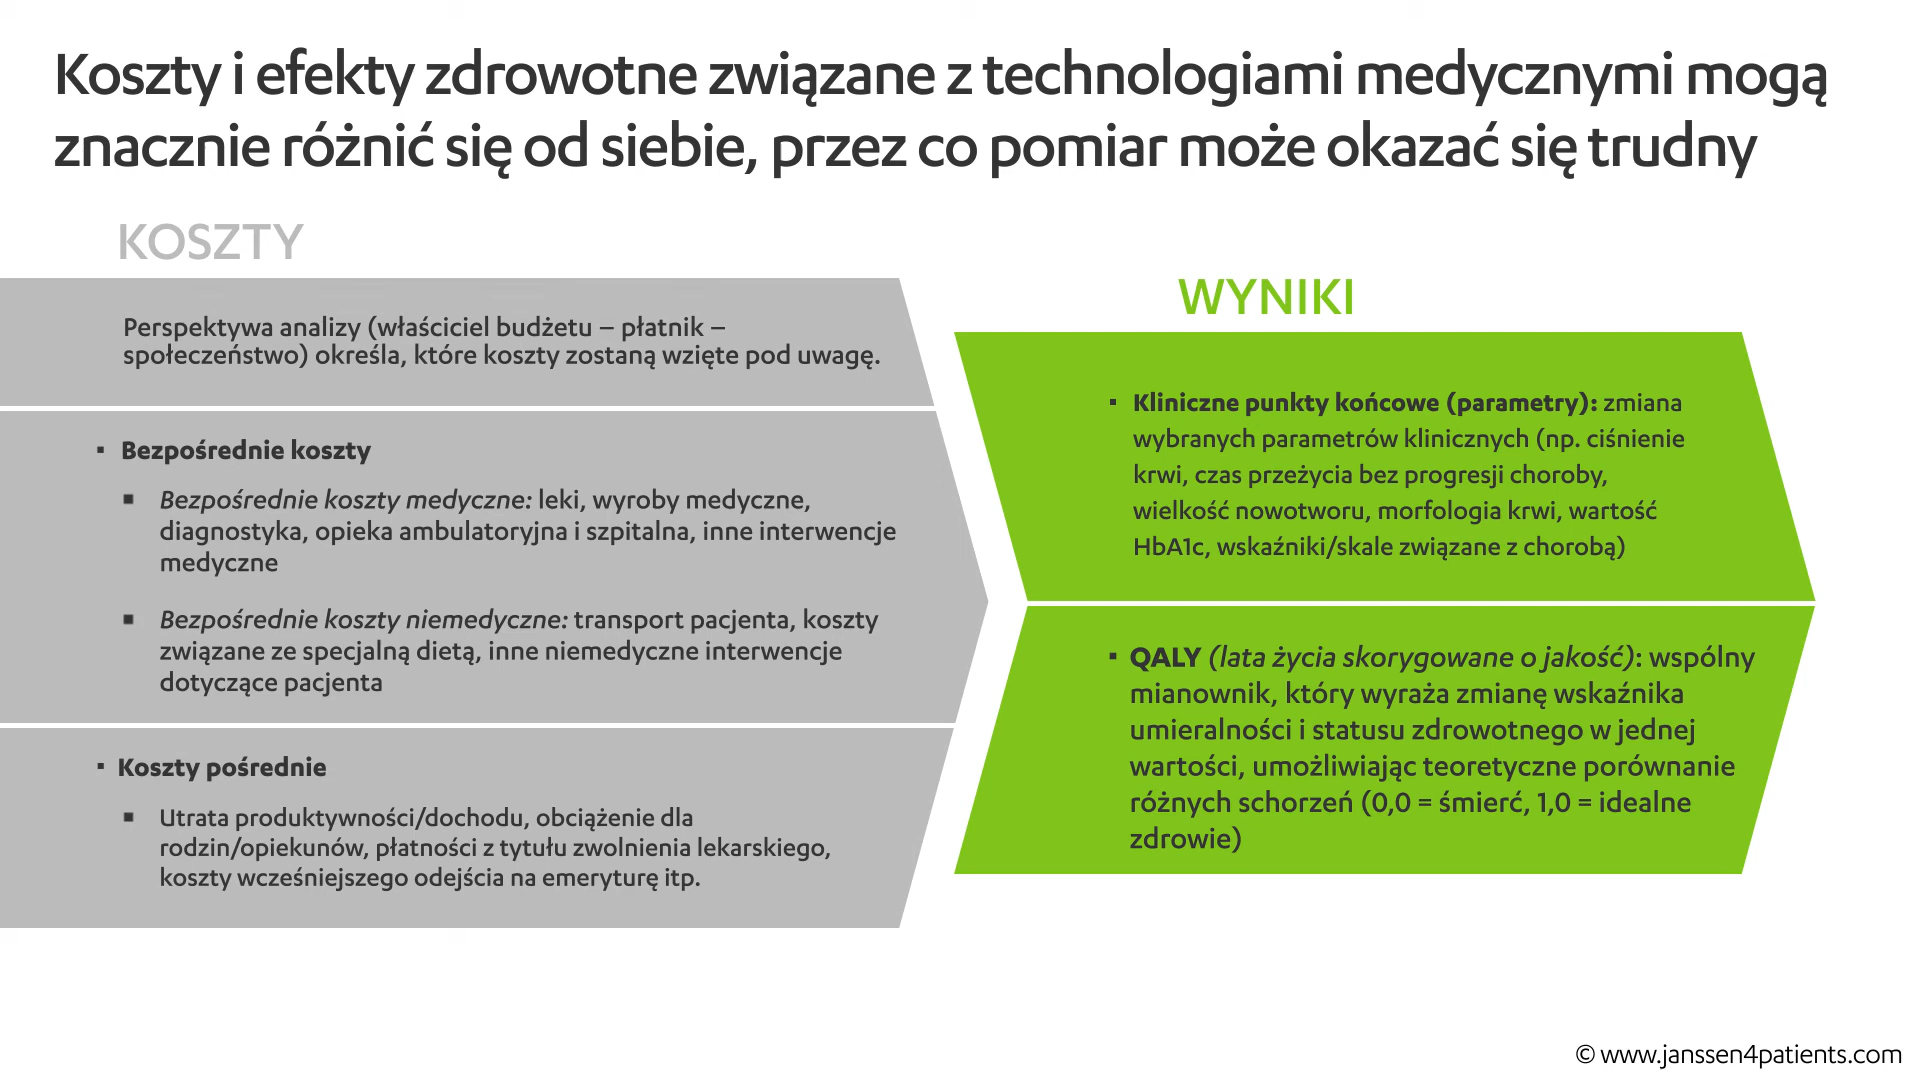 Koszty i efekty zdrowotne związane z technologiami medycznymi mogą
znacznie różnić się od siebie, przez co pomiar może okazać się trudny
KOSZTY
Perspektywa analizy (właściciel budżetu – płatnik –
społeczeństwo) określa, które koszty zostaną wzięte pod uwagę.
▪ Bezpośrednie koszty
▪ Bezpośrednie koszty medyczne: leki, wyroby medyczne,
diagnostyka, opieka ambulatoryjna i szpitalna, inne interwencje
medyczne
▪ Bezpośrednie koszty niemedyczne: transport pacjenta, koszty
związane ze specjalną dietą, inne niemedyczne interwencje
dotyczące pacjenta
▪ Koszty pośrednie
▪ Utrata produktywności/dochodu, obciążenie dla
rodzin/opiekunów, płatności z tytułu zwolnienia lekarskiego,
koszty wcześniejszego odejścia na emeryturę itp.
WYNIKI
▪ Kliniczne punkty końcowe (parametry): zmiana
wybranych parametrów klinicznych (np. ciśnienie
krwi, czas przeżycia bez progresji choroby,
wielkość nowotworu, morfologia krwi, wartość
HbA1c, wskaźniki/skale związane z chorobą)
▪ QALY (lata życia skorygowane o jakość): wspólny
mianownik, który wyraża zmianę wskaźnika
umieralności i statusu zdrowotnego w jednej
wartości, umożliwiając teoretyczne porównanie
różnych schorzeń (0,0 = śmierć, 1,0 = idealne
zdrowie)
© www.janssen4patients.com